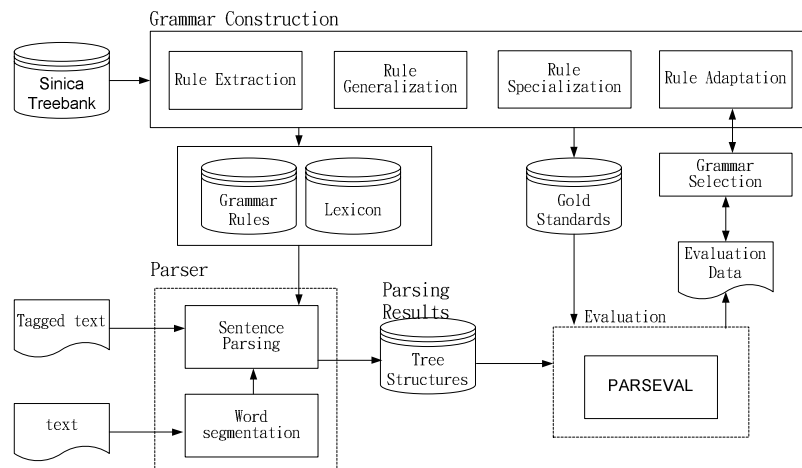 Grammar Construction
Sinica
Treebank
Rule Extraction
Rule
Generalization
Rule
Specialization
Rule Adaptation
Grammar
Rules
Lexicon
Gold
Standards
Grammar
Selection
Evaluation
Data
Parser
Tagged text
Sentence
Parsing
Parsing
Results
Tree
Structures
Evaluation
PARSEVAL
text
Word
segmentation